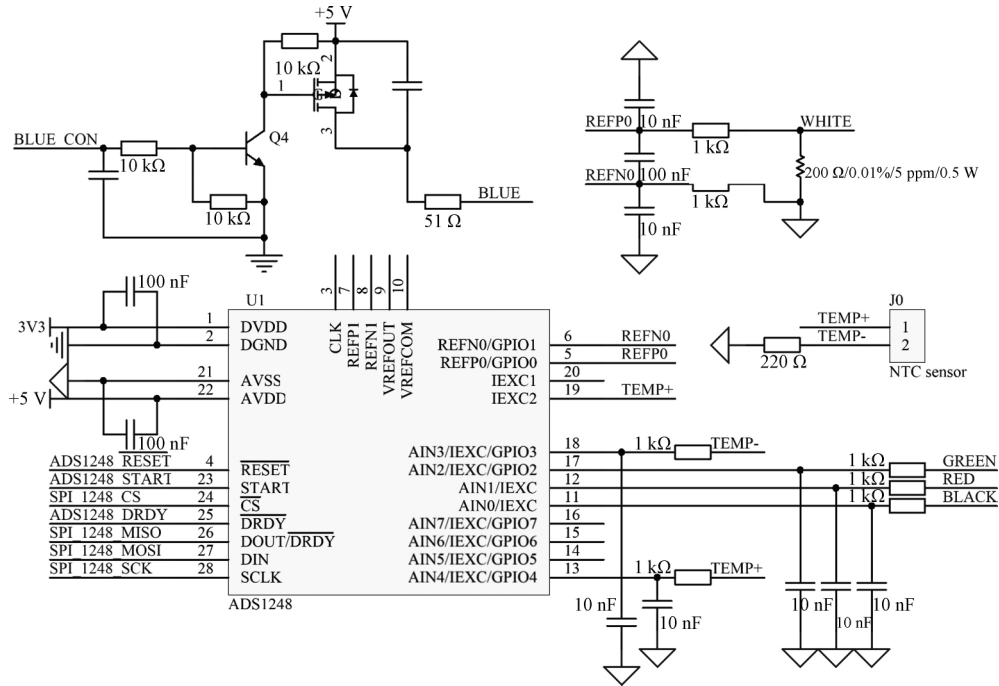 +5 V
2
10 kΩ
1
Q4
3
BLUE_CON
10 kΩ
10 kΩ
BLUE
51 Ω
10 nF
REFP0
WHITE
1 kΩ
200 Ω/0.01%/5 ppm/0.5 W
REFN0
100 nF
1 kΩ
10 nF
100 nF
U1
3
7
8
9
10
CLK
REFP1
REFN1
VREFOUT
VREFCOM
3V3
1
DVDD
2
DGND
21
AVSS
22
AVDD
+5 V
100 nF
ADS1248_RESET
4
RESET
ADS1248_START
23
START
SPI_1248_CS
24
CS
ADS1248_DRDY
25
DRDY
SPI_1248_MISO
26
DOUT/DRDY
SPI_1248_MOSI
27
DIN
SPI_1248_SCK
28
SCLK
ADS1248
REFN0/GPIO1
6
REFN0
REFP0/GPIO0
5
REFP0
IEXC1
20
IEXC2
19
TEMP+
AIN3/IEXC/GPIO3
18
1 kΩ
TEMP-
AIN2/IEXC/GPIO2
17
1 kΩ
GREEN
AIN1/IEXC
12
1 kΩ
RED
AIN0/IEXC
11
1 kΩ
BLACK
AIN7/IEXC/GPIO7
16
AIN6/IEXC/GPIO6
15
AIN5/IEXC/GPIO5
14
AIN4/IEXC/GPIO4
13
1 kΩ
TEMP+
10 nF
10 nF
10 nF
10 nF
10 nF
J0
TEMP+
1
TEMP-
2
220 Ω
NTC sensor